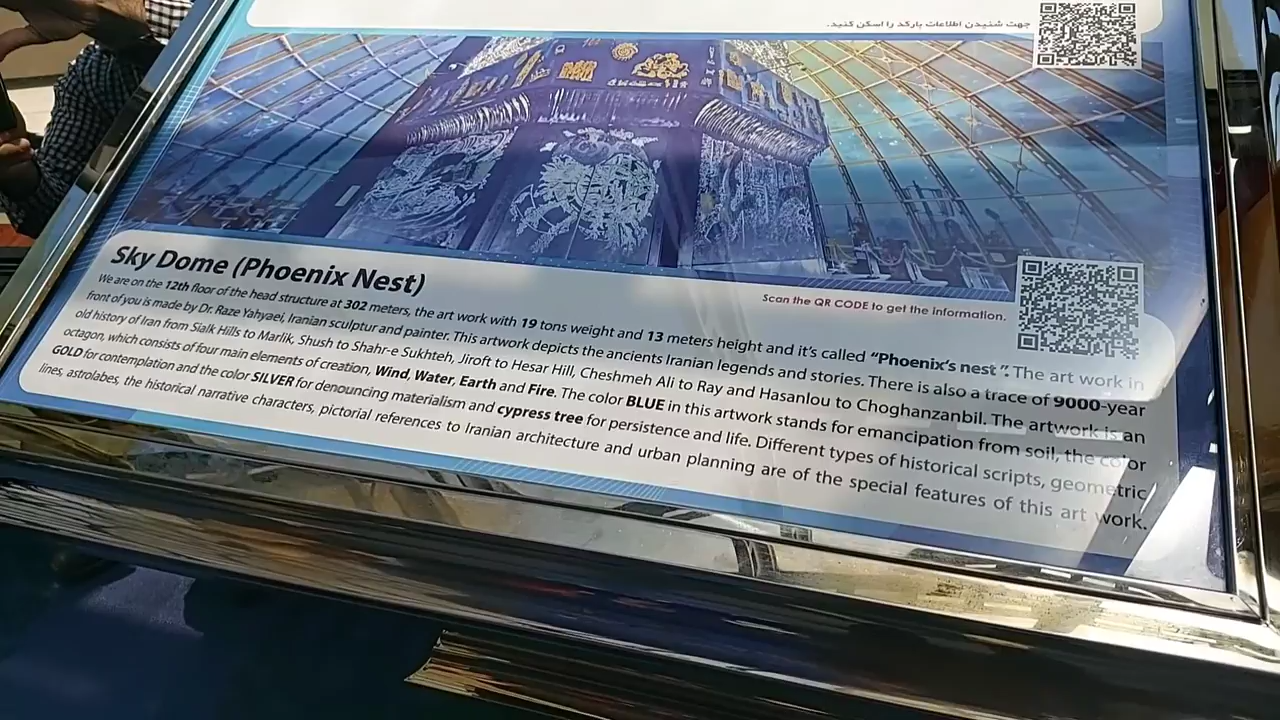 جهت شنیدن اطلاعات بارکد را اسکن کنید.
Sky Dome (Phoenix Nest)
Scan the QR CODE to get the information.
We are on the 12th floor of the head structure at 302 meters, the art work with 19 tons weight and 13 meters height and it's called "Phoenix's nest ". The art work in
front of you is made by Dr. Raze Yahyaei, Iranian sculptur and painter. This artwork depicts the ancients Iranian legends and stories. There is also a trace of 9000-year
old history of Iran from Sialk Hills to Marlik, Shush to Shahr-e Sukhteh, Jiroft to Hesar Hill, Cheshmeh Ali to Ray and Hasanlou to Choghanzanbil. The artwork is an
octagon, which consists of four main elements of creation, Wind, Water, Earth and Fire. The color BLUE in this artwork stands for emancipation from soil, the color
GOLD for contemplation and the color SILVER for denouncing materialism and cypress tree for persistence and life. Different types of historical scripts, geometric
lines, astrolabes, the historical narrative characters, pictorial references to Iranian architecture and urban planning are of the special features of this art work.